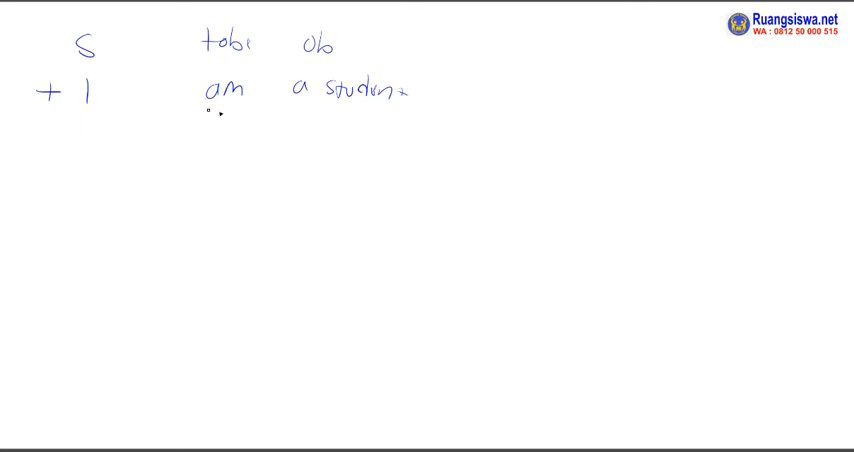 Ruangsiswa.net
WA : 0812 50 000 515
S tobe ob
+ I am a student